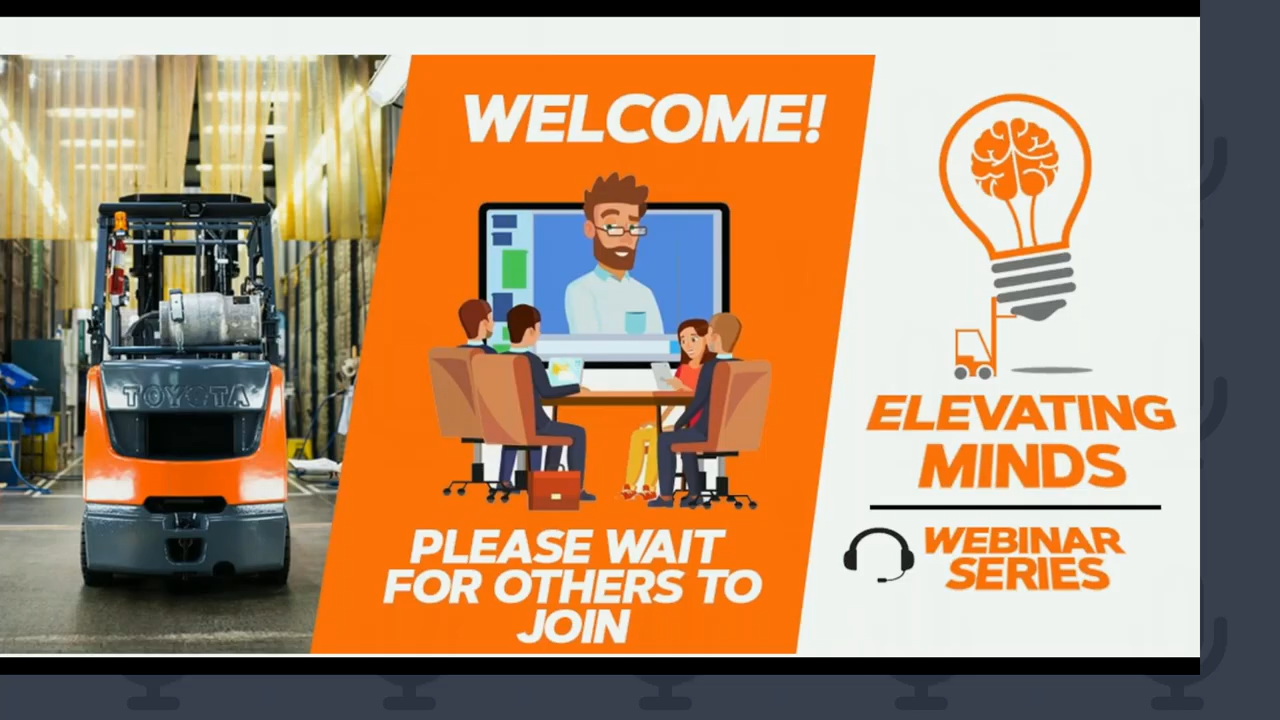 WELCOME!
PLEASE WAIT
FOR OTHERS TO
JOIN
TOYOTA
ELEVATING
MINDS
WEBINAR
SERIES